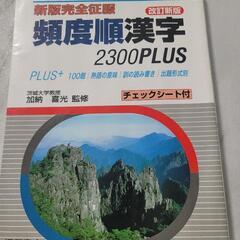 新版完全征服
頻度順漢字
改訂新版
2300PLUS
PLUS+ 100題｜熟語の意味｜訓の読み書き｜出題形式別
茨城大学教授
加納 喜光 監修
チェックシート付